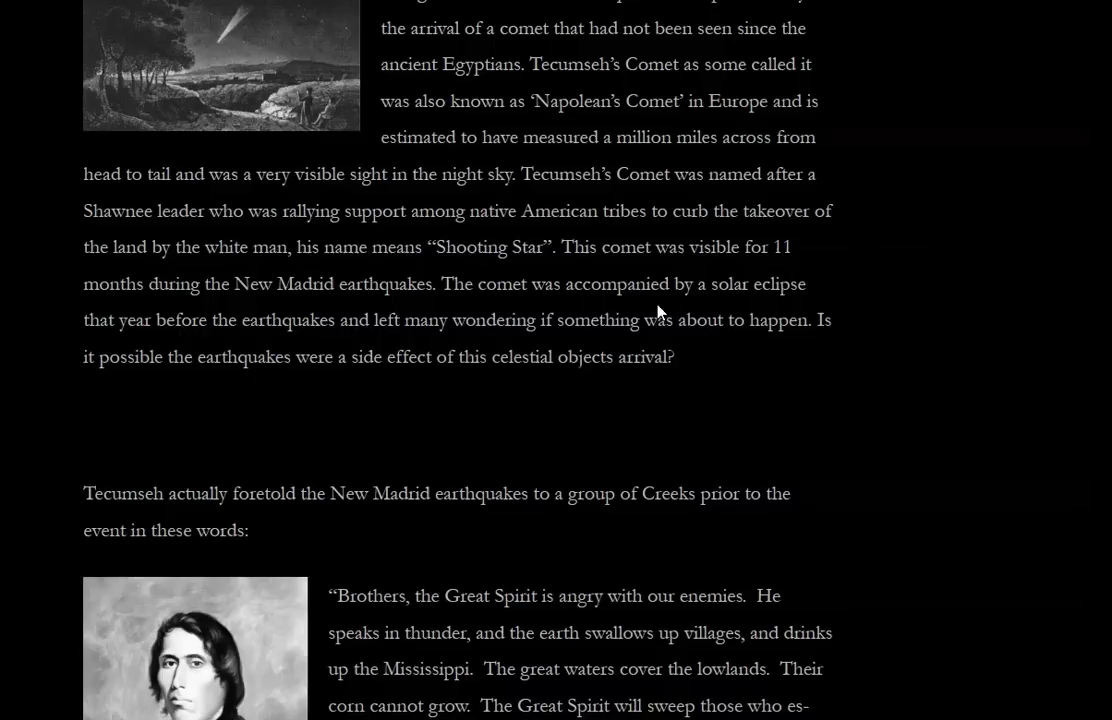 the arrival of a comet that had not been seen since the
ancient Egyptians. Tecumseh’s Comet as some called it
was also known as ‘Napolean’s Comet’ in Europe and is
estimated to have measured a million miles across from
head to tail and was a very visible sight in the night sky. Tecumseh’s Comet was named after a
Shawnee leader who was rallying support among native American tribes to curb the takeover of
the land by the white man, his name means “Shooting Star”. This comet was visible for 11
months during the New Madrid earthquakes. The comet was accompanied by a solar eclipse
that year before the earthquakes and left many wondering if something was about to happen. Is
it possible the earthquakes were a side effect of this celestial objects arrival?
Tecumseh actually foretold the New Madrid earthquakes to a group of Creeks prior to the
event in these words:
“Brothers, the Great Spirit is angry with our enemies.  He
speaks in thunder, and the earth swallows up villages, and drinks
up the Mississippi.  The great waters cover the lowlands.  Their
corn cannot grow.  The Great Spirit will sweep those who es-